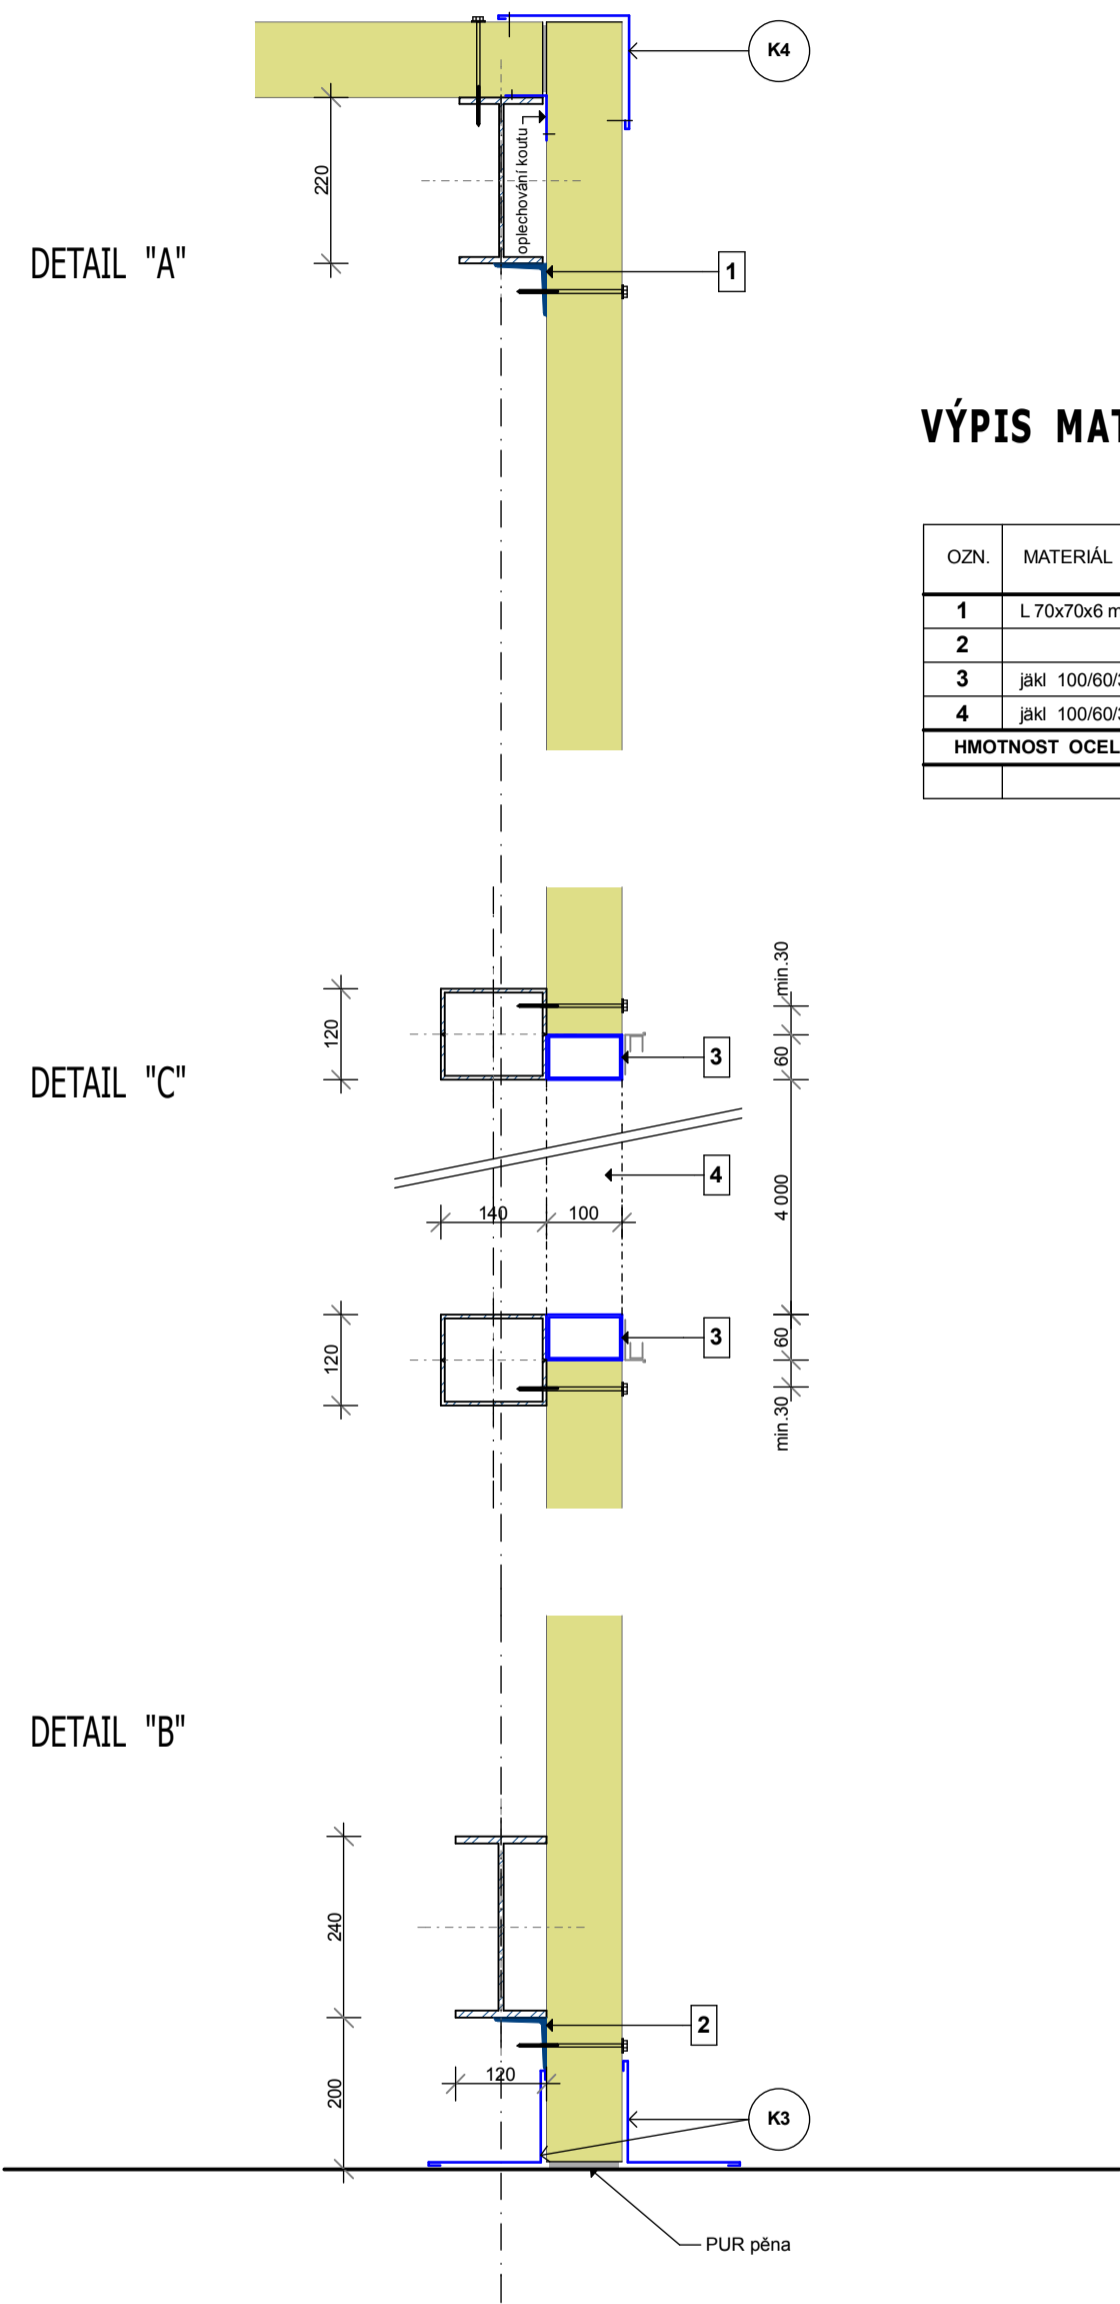 K4
220
oplechování koutu
DETAIL "A"
1
VÝPIS MAT
OZN. MATERIÁL
1 L 70x70x6 m
2
3 jäkl 100/60/3
4 jäkl 100/60/3
HMOTNOST OCEL
min.30
120
60
3
DETAIL "C"
4
4 000
140 100
120
60
3
min.30
DETAIL "B"
240
2
200
120
K3
PUR pěna